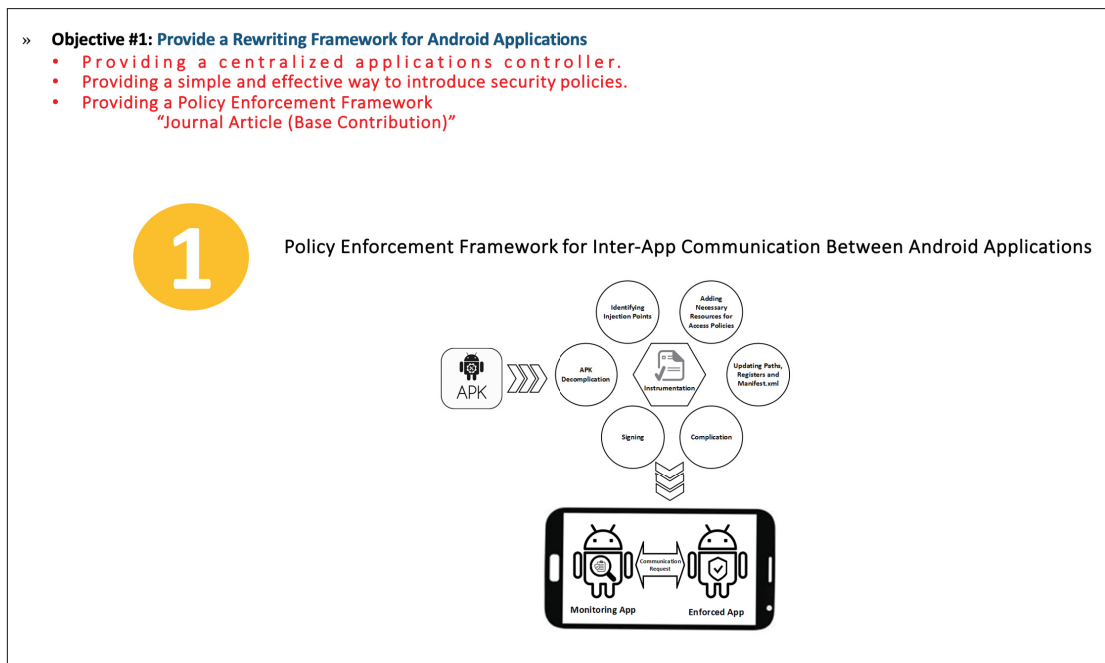 » Objective #1: Provide a Rewriting Framework for Android Applications
• Providing a centralized applications controller.
• Providing a simple and effective way to introduce security policies.
• Providing a Policy Enforcement Framework
“Journal Article (Base Contribution)”
1
Policy Enforcement Framework for Inter-App Communication Between Android Applications
APK
APK
Decomplication
Identifying
Injection Points
Adding
Necessary
Resources for
Access Policies
Instrumentation
Updating Paths,
Registers and
Manifest.xml
Signing
Complication
Communication
Request
Monitoring App
Enforced App